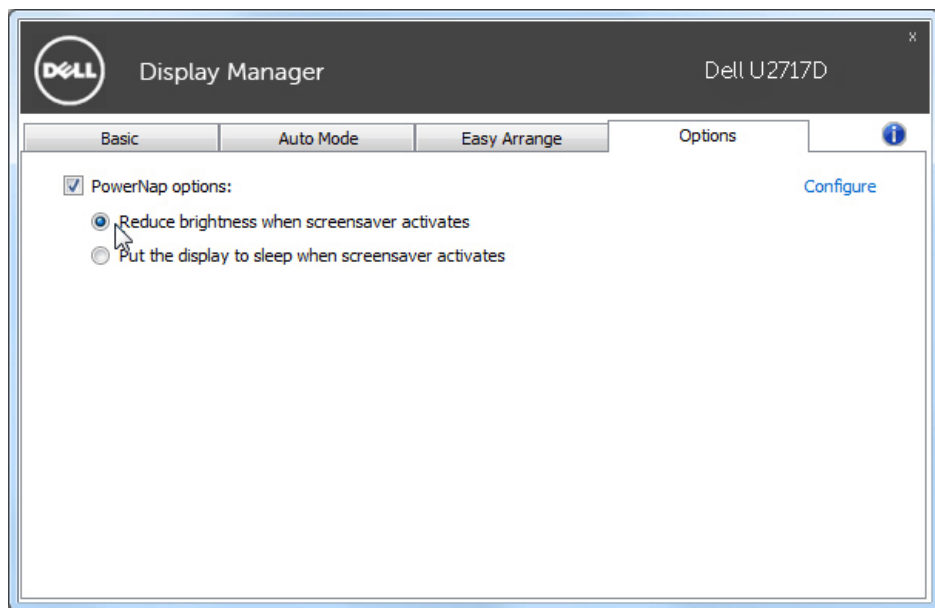 x
DELL
Display Manager
Dell U2717D
Basic
Auto Mode
Easy Arrange
Options
i
PowerNap options:
Configure
Reduce brightness when screensaver activates
Put the display to sleep when screensaver activates